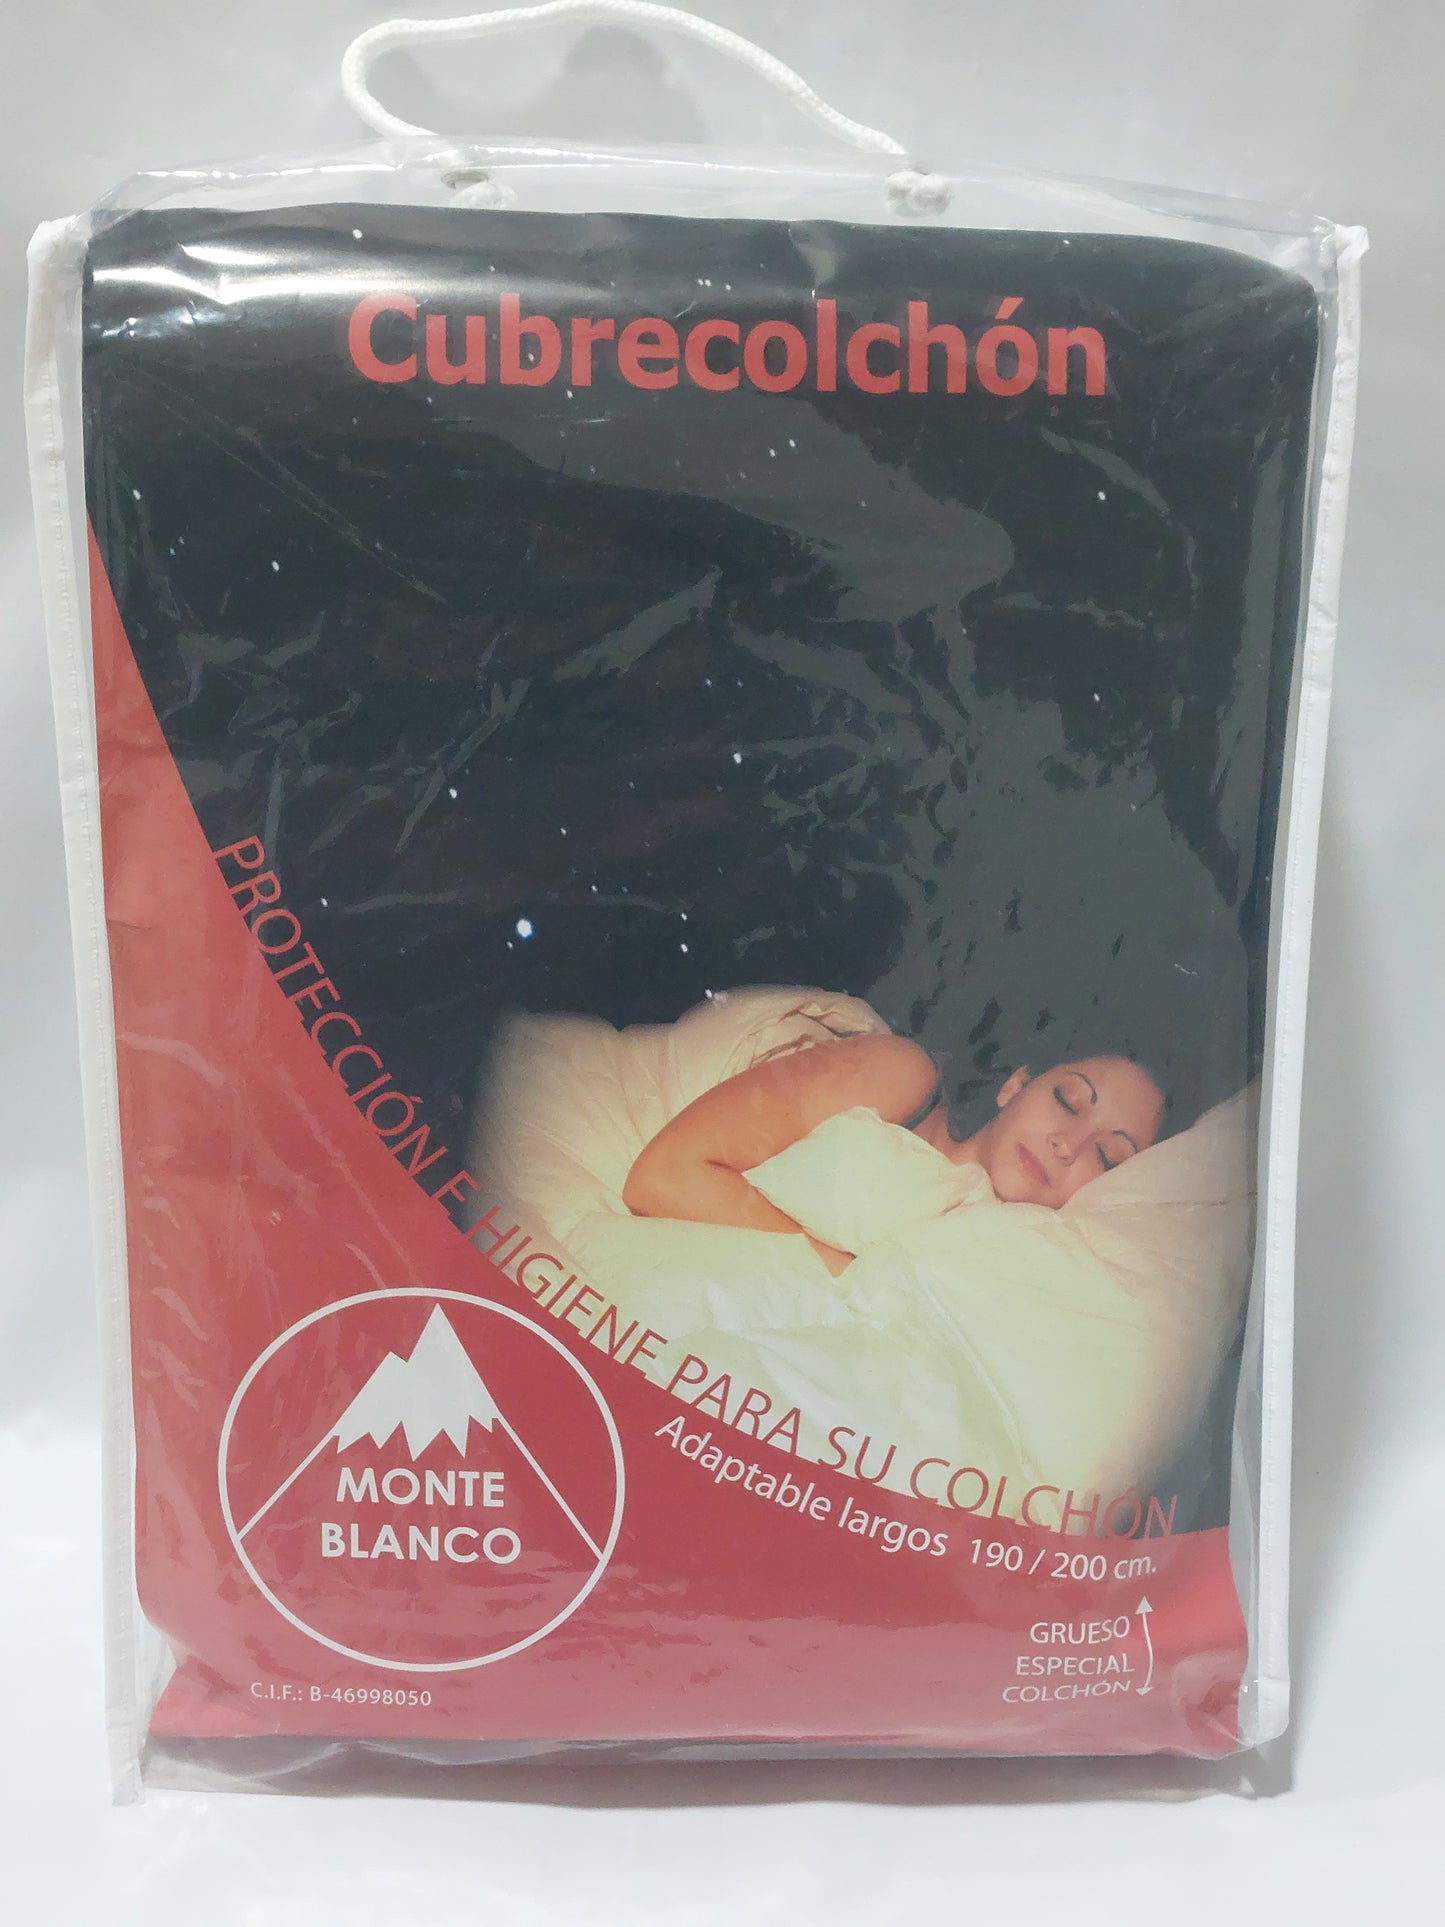 Cubrecolchón
PROTECCIÓN E HIGIENE PARA SU COLCHÓN
Adaptable largos 190 / 200 cm.
MONTE
BLANCO
GRUESO
ESPECIAL
COLCHÓN
C.I.F.: B-46998050